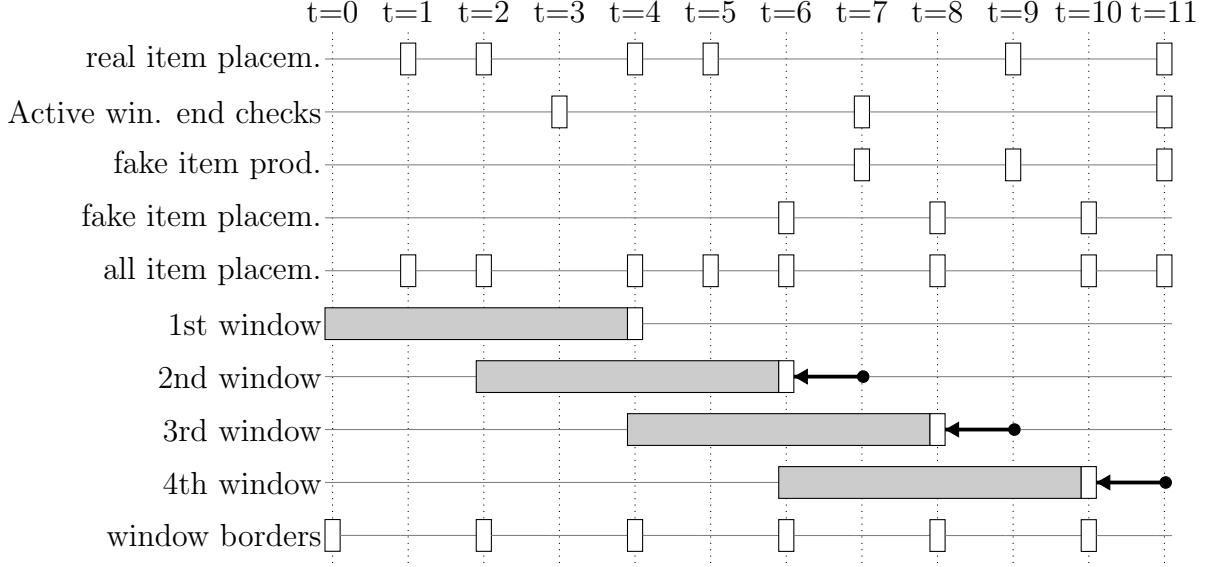 t=0 t=1 t=2 t=3 t=4 t=5 t=6 t=7 t=8 t=9 t=10 t=11
real item placem.
Active win. end checks
fake item prod.
fake item placem.
all item placem.
1st window
2nd window
3rd window
4th window
window borders